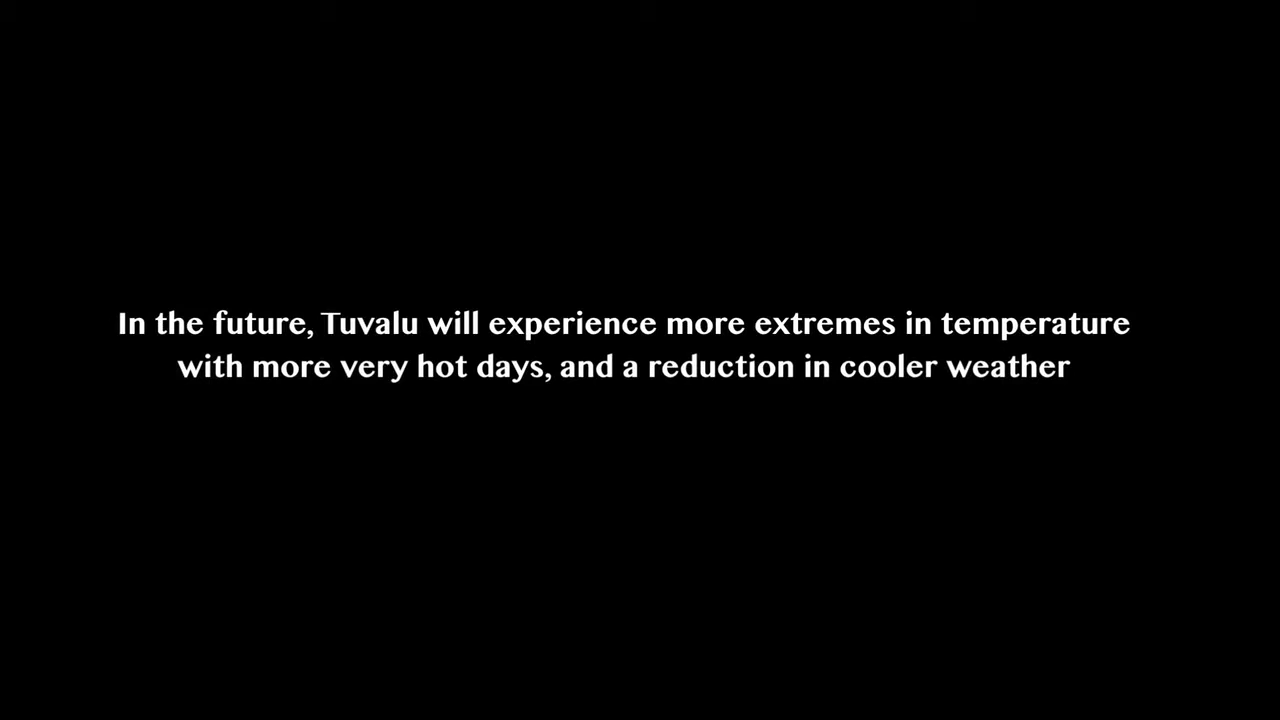 In the future, Tuvalu will experience more extremes in temperature
with more very hot days, and a reduction in cooler weather